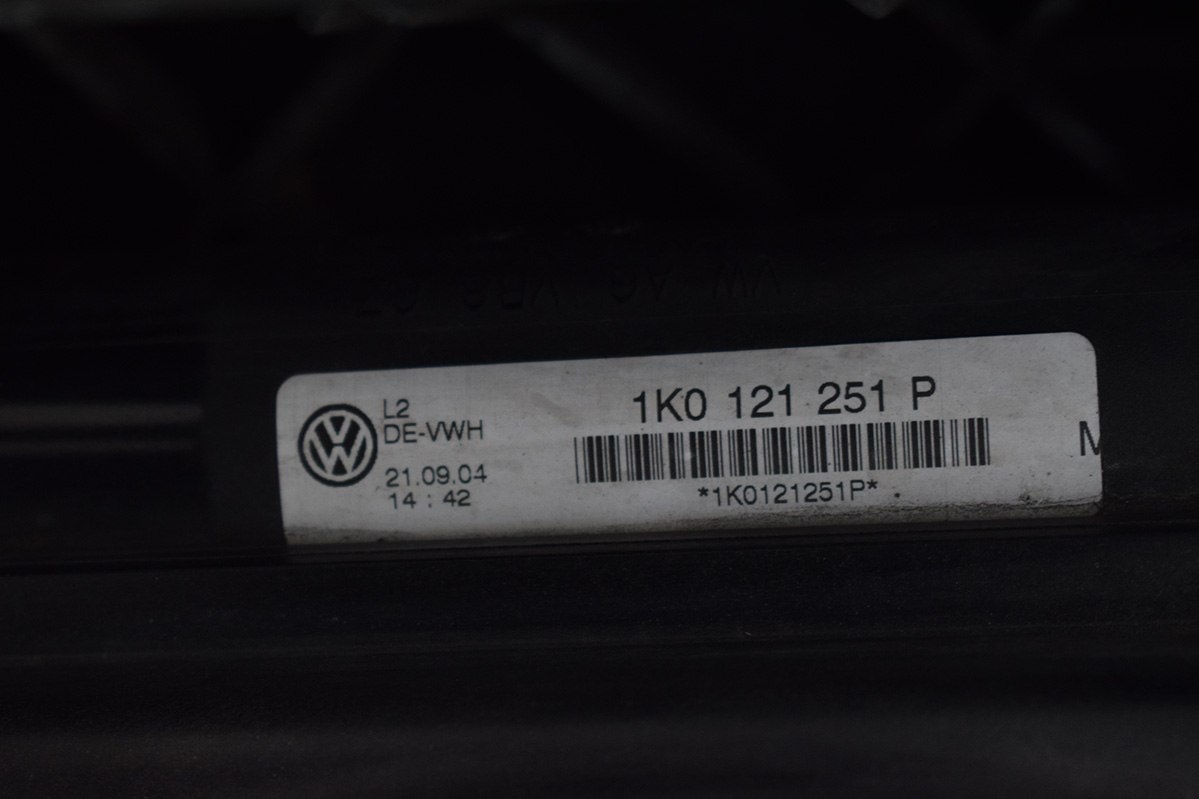 L2
DE-VWH
21.09.04
14 : 42
1K0 121 251 P
*1K0121251P*
M